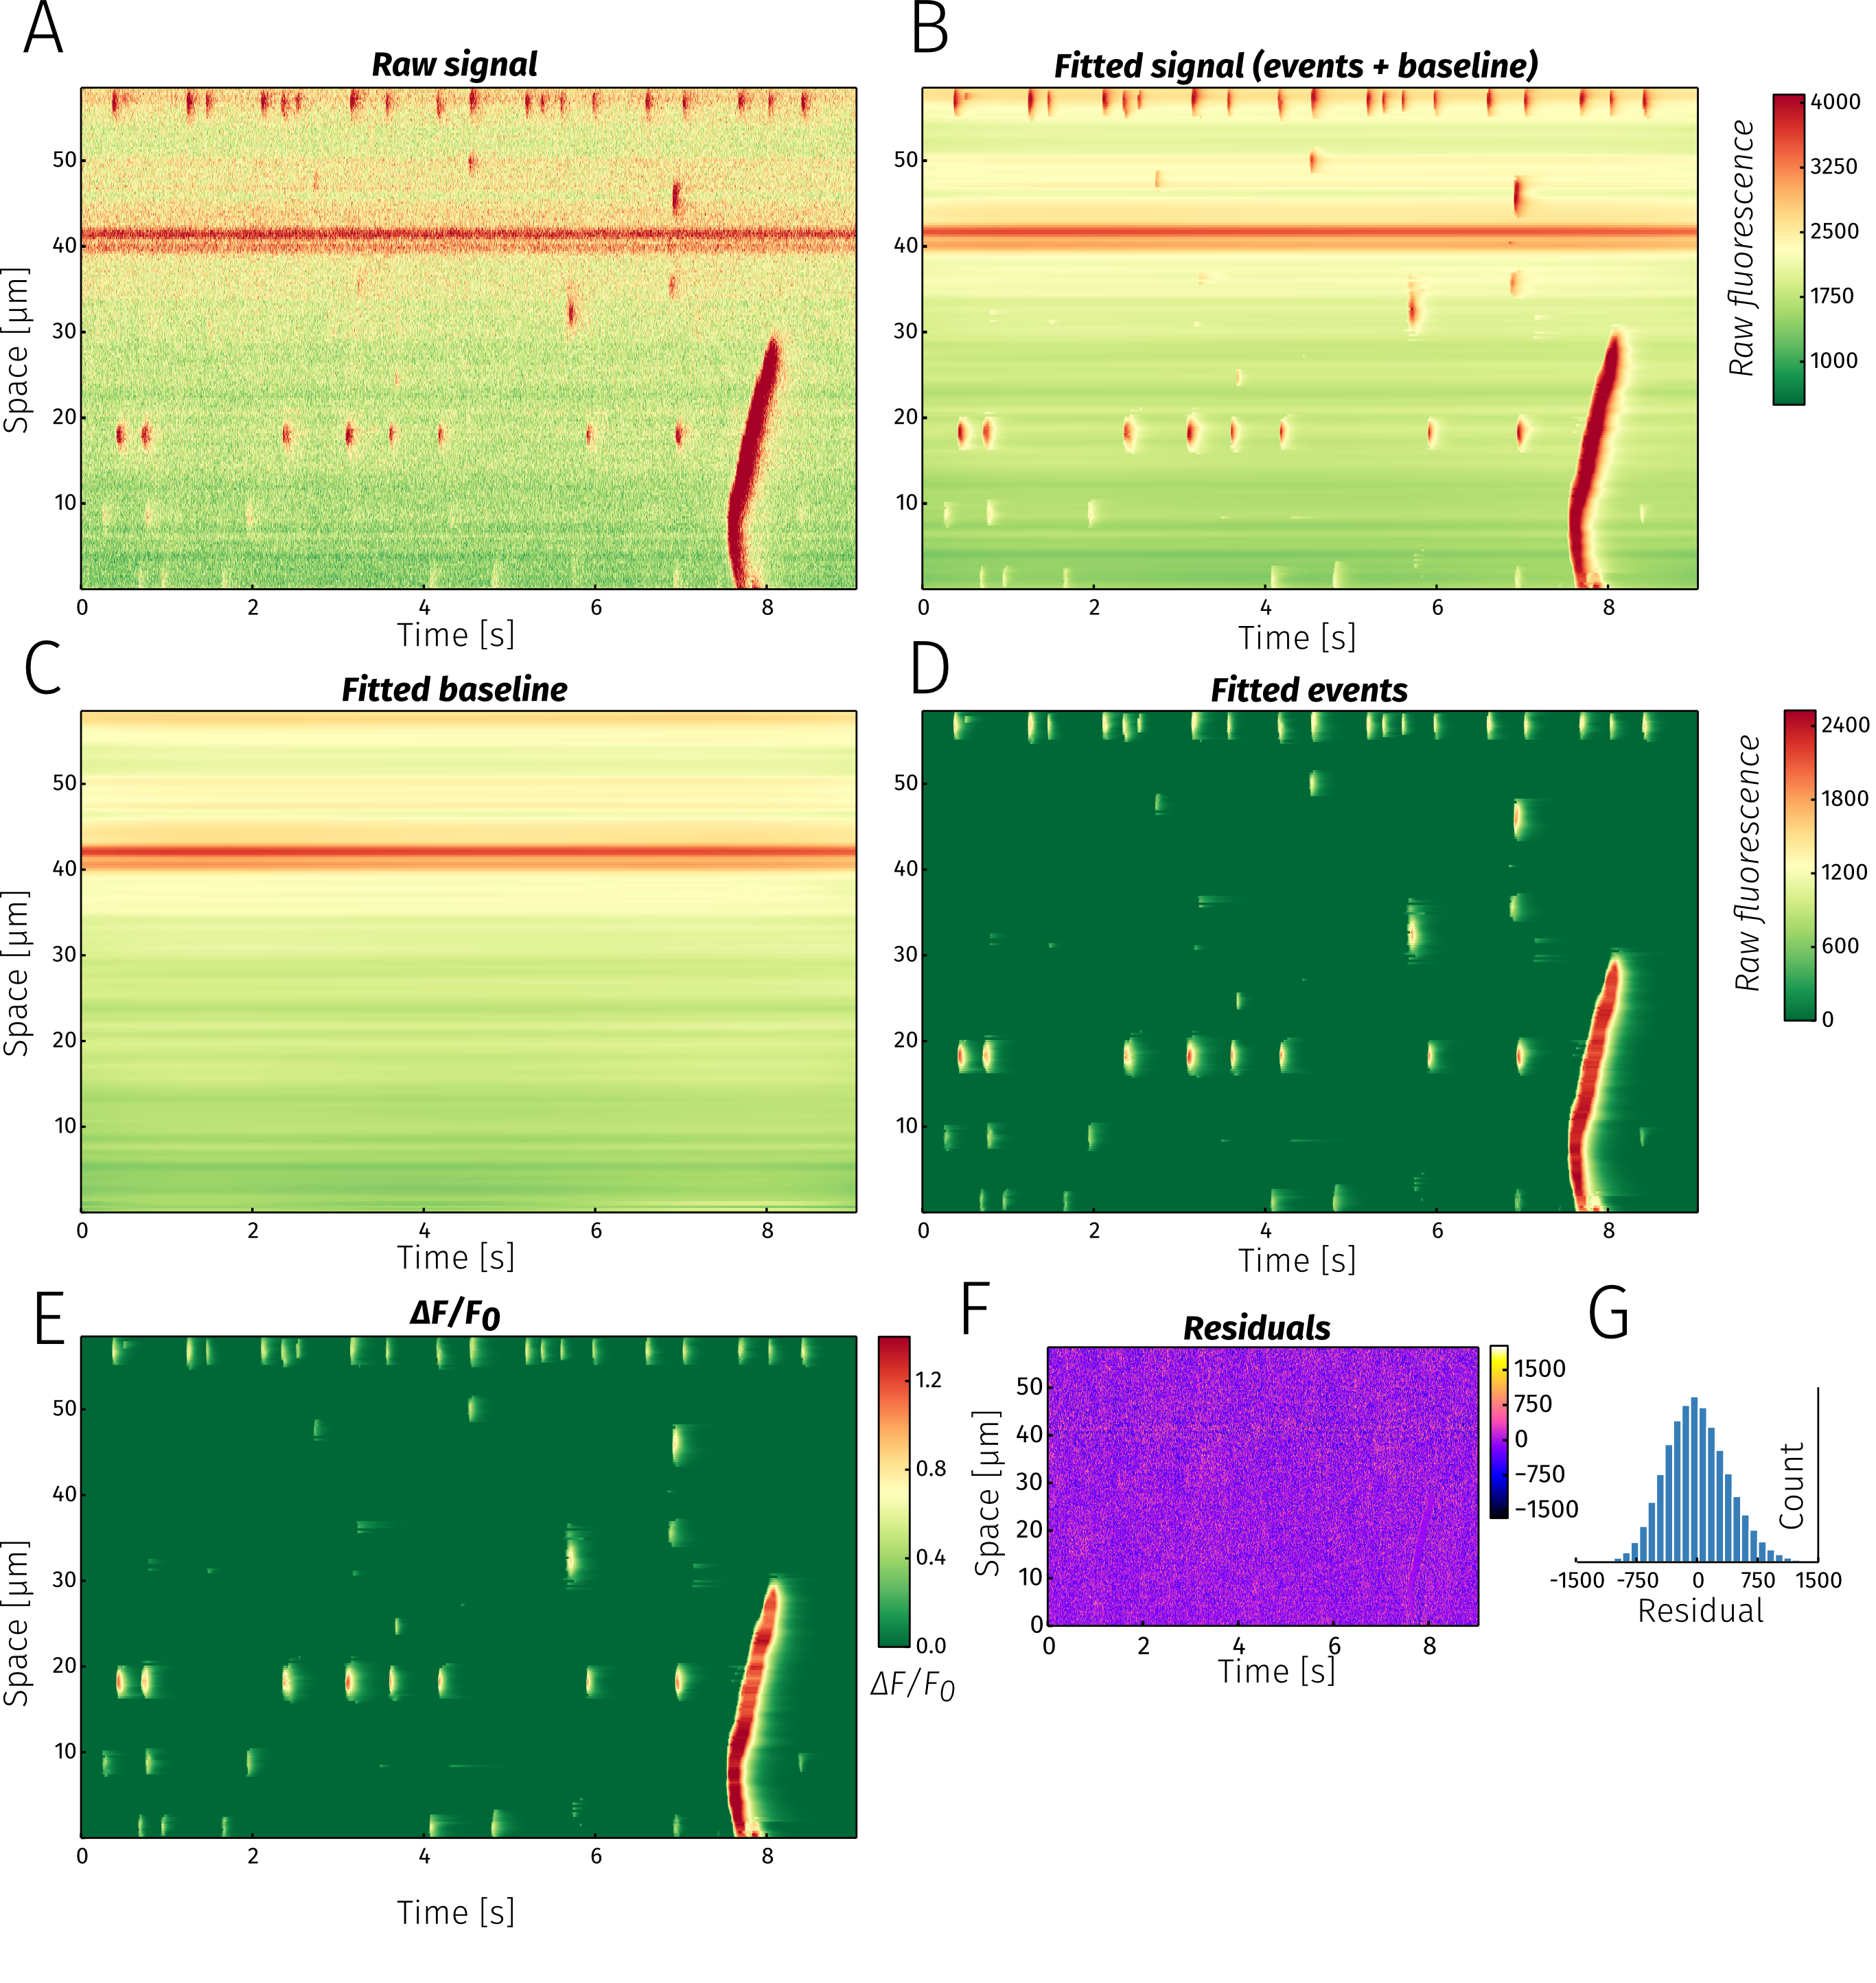 A
Raw signal
Space [µm]
50
40
30
20
10
0 2 4 6 8
Time [s]
B
Fitted signal (events + baseline)
50
40
30
20
10
0 2 4 6 8
Time [s]
Raw fluorescence
4000
3250
2500
1750
1000
C
Fitted baseline
Space [µm]
50
40
30
20
10
0 2 4 6 8
Time [s]
D
Fitted events
50
40
30
20
10
0 2 4 6 8
Time [s]
Raw fluorescence
2400
1800
1200
600
0
E
ΔF/F0
Space [µm]
50
40
30
20
10
0 2 4 6 8
Time [s]
1.2
0.8
0.4
0.0
ΔF/F0
F
Residuals
Space [µm]
50
40
30
20
10
0
0 2 4 6 8
Time [s]
1500
750
0
−750
−1500
G
Count
-1500 -750 0 750 1500
Residual